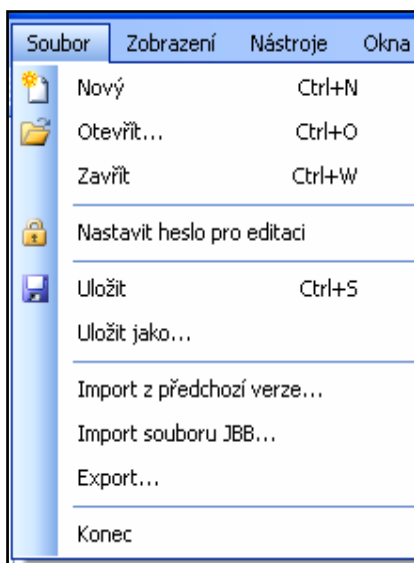 Soubor Zobrazení Nástroje Okna
Nový Ctrl+N
Otevřít... Ctrl+O
Zavřít Ctrl+W
Nastavit heslo pro editaci
Uložit Ctrl+S
Uložit jako...
Import z předchozí verze...
Import souboru JBB...
Export...
Konec